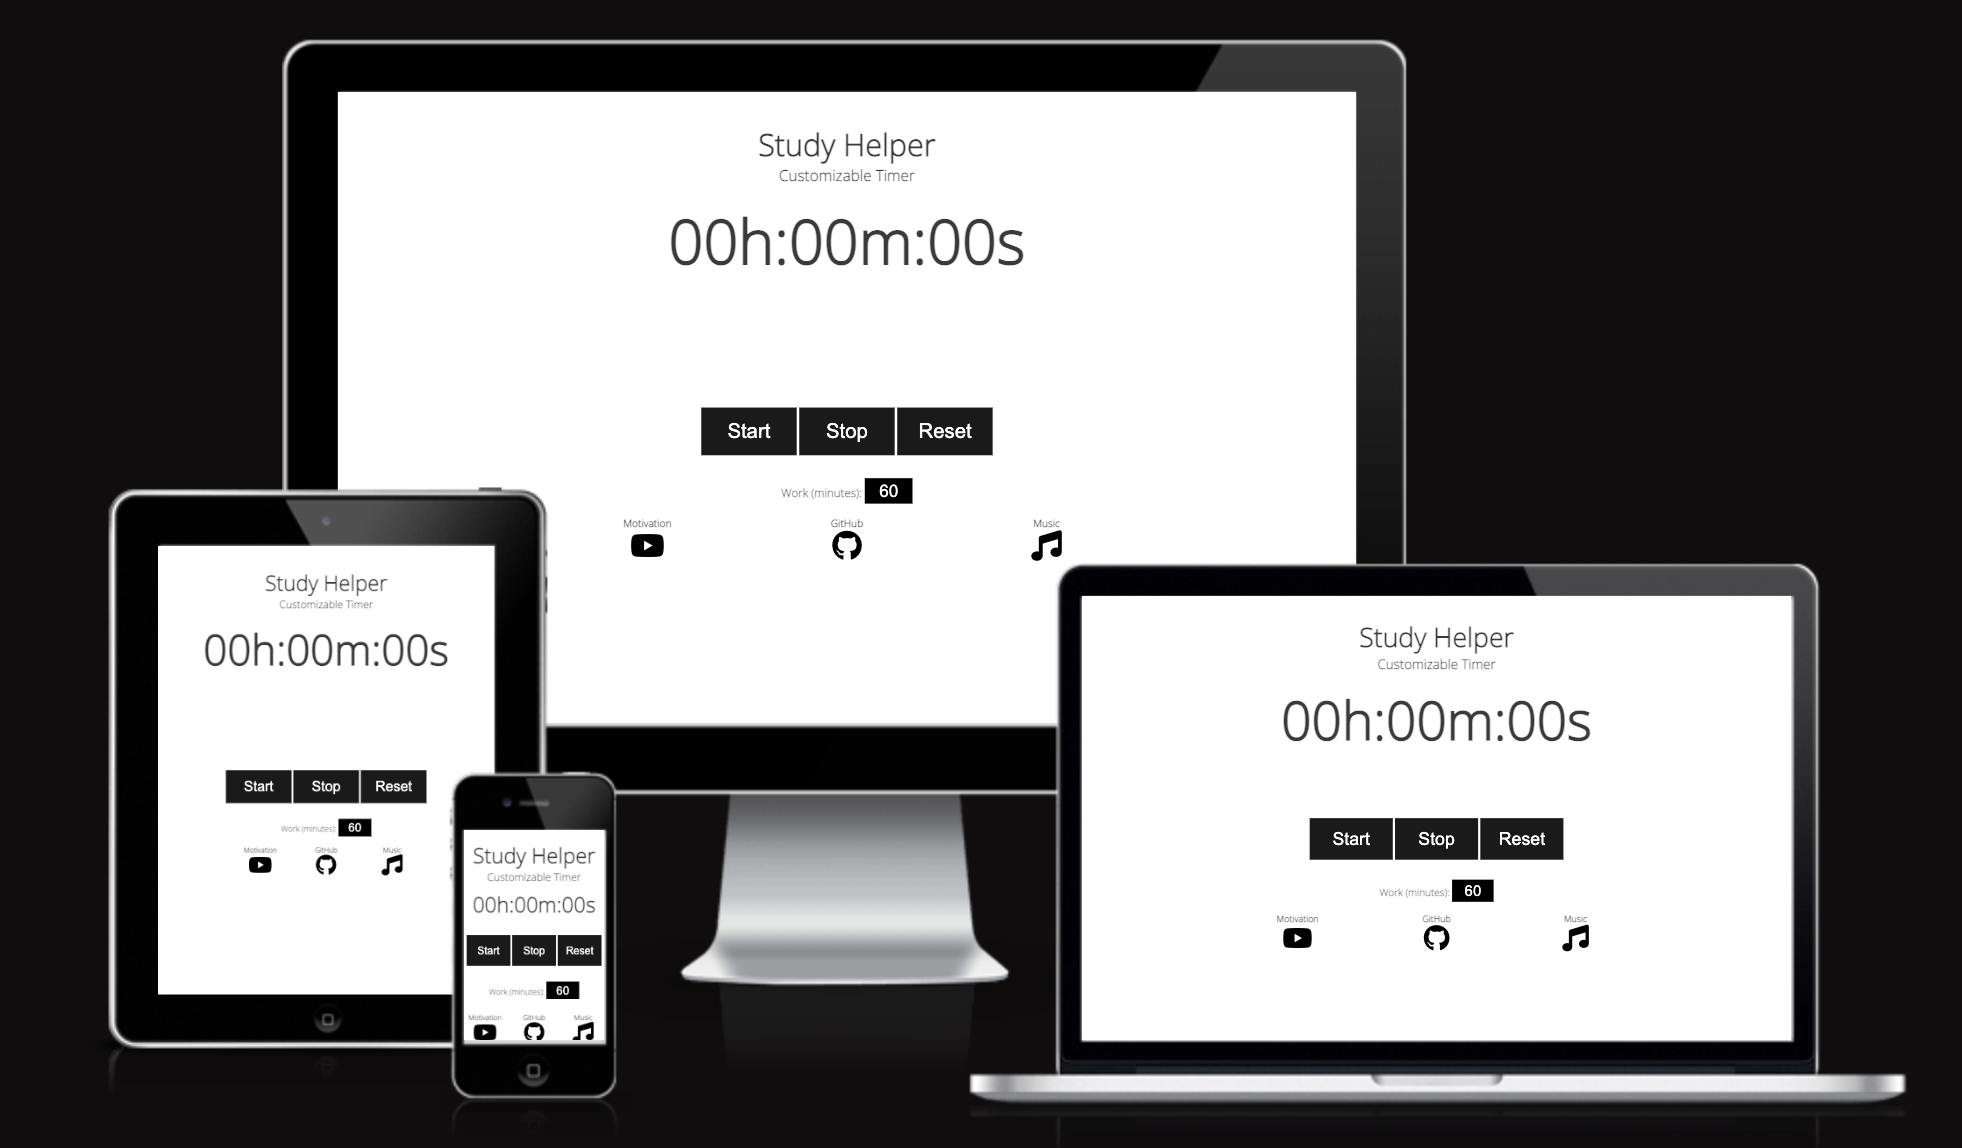 Study Helper
Customizable Timer
00h:00m:00s
Start Stop Reset
Work (minutes): 60
Motivation GitHub Music
Study Helper
Customizable Timer
00h:00m:00s
Start Stop Reset
Work (minutes): 60
Motivation GitHub Music
Study Helper
Customizable Timer
00h:00m:00s
Start Stop Reset
Work (minutes): 60
Motivation GitHub Music
Study Helper
Customizable Timer
00h:00m:00s
Start Stop Reset
Work (minutes): 60
Motivation GitHub Music